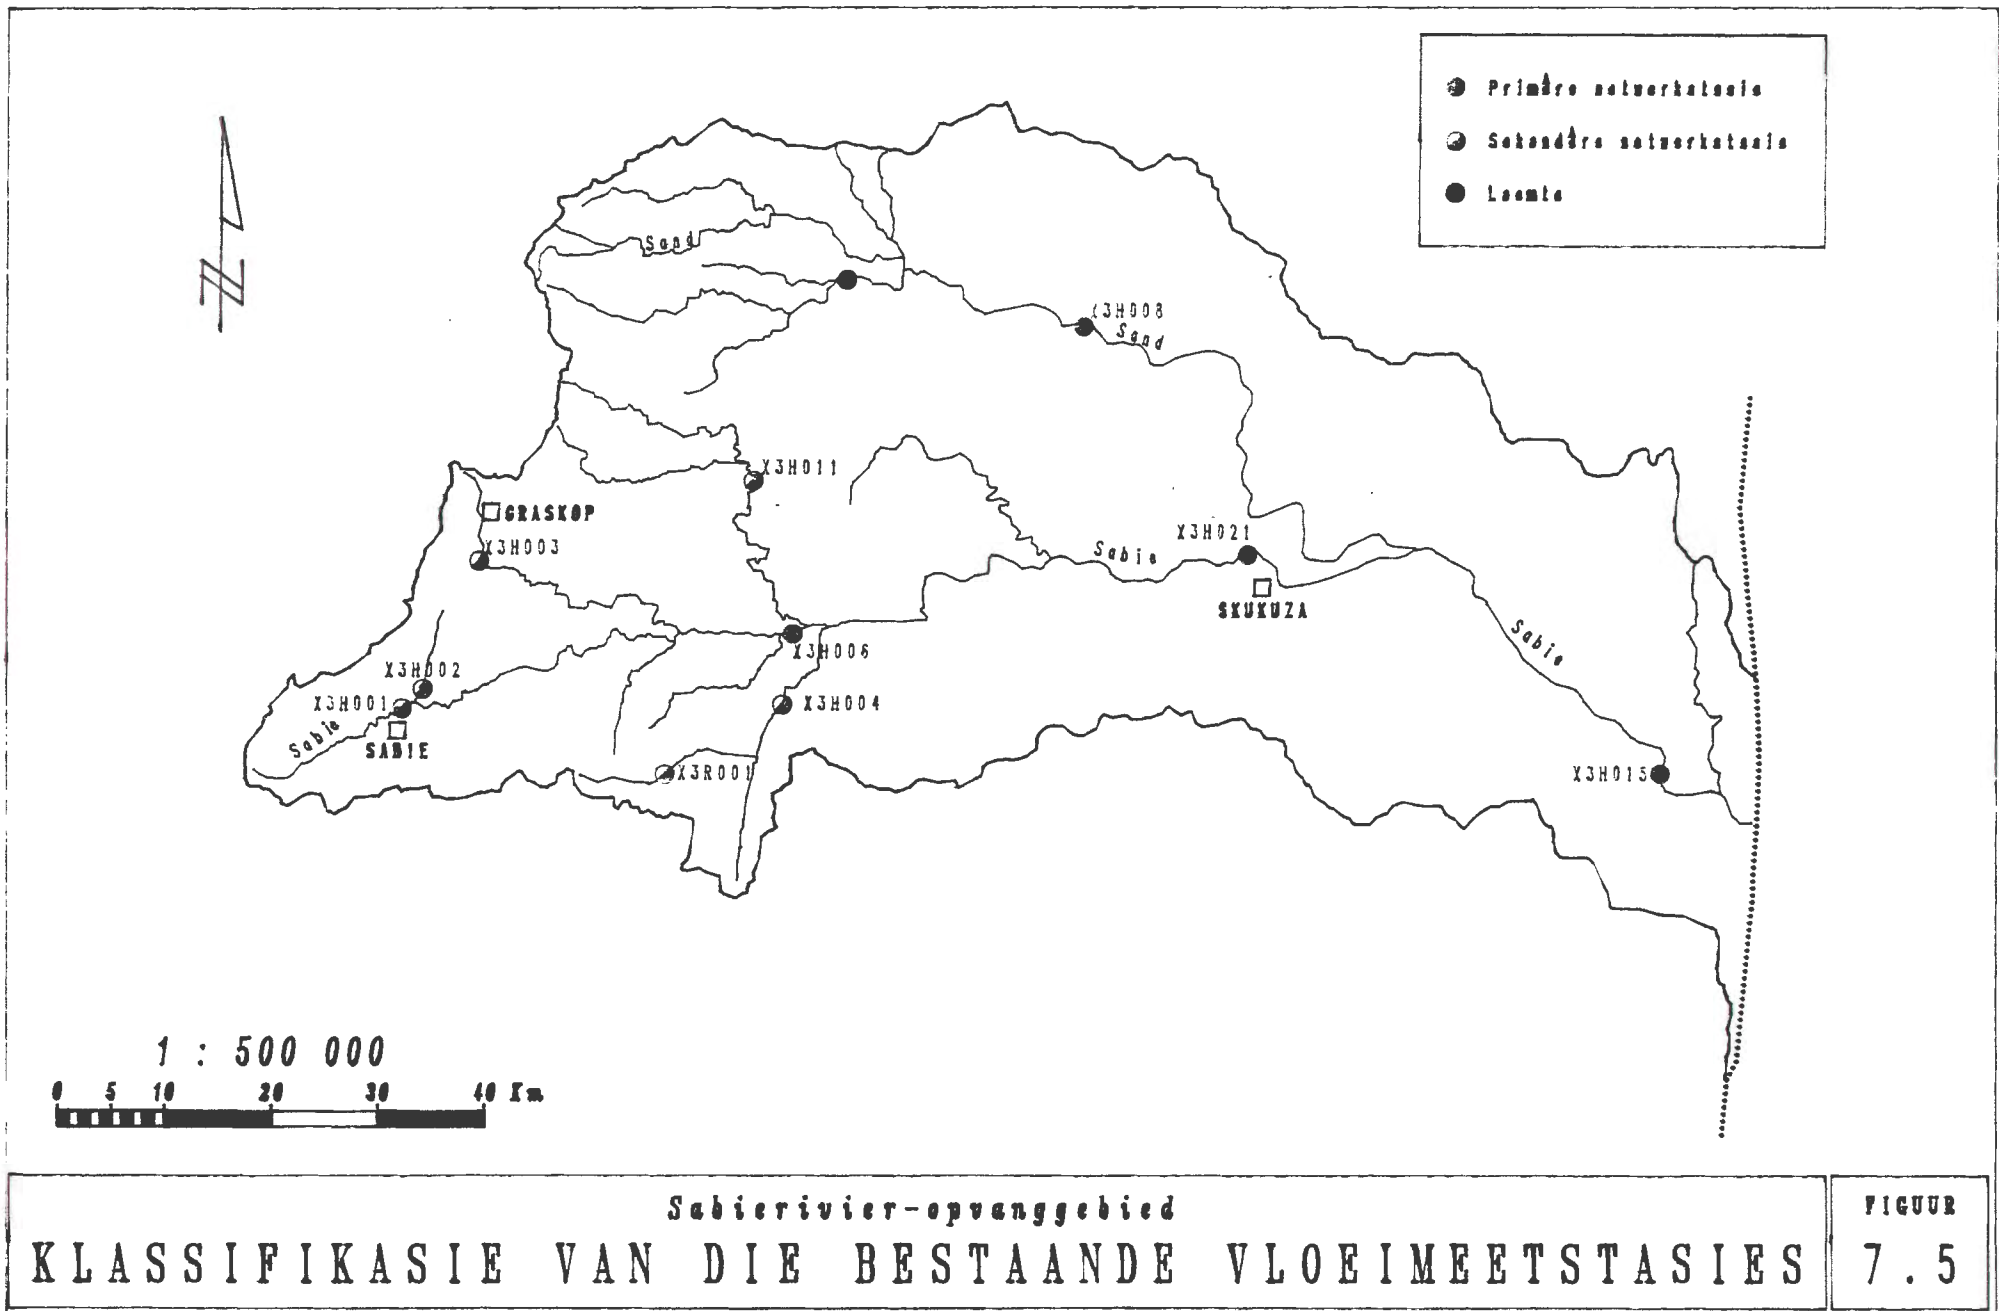 Primêre netwerkstasie
Sekondêre netwerkstasie
Leemte
Sand
X3H008
Sand
X3H011
GRASKOP
X3H003
X3H021
Sabie
SKUKUZA
Sabie
X3H006
X3H002
X3H001
X3H004
Sabie
SABIE
X3R001
X3H015
1 : 500 000
0 5 10 20 30 40 Km
Sabierivier-opvanggebied
KLASSIFIKASIE VAN DIE BESTAANDE VLOEIMEETSTASIES
FIGUUR
7.5